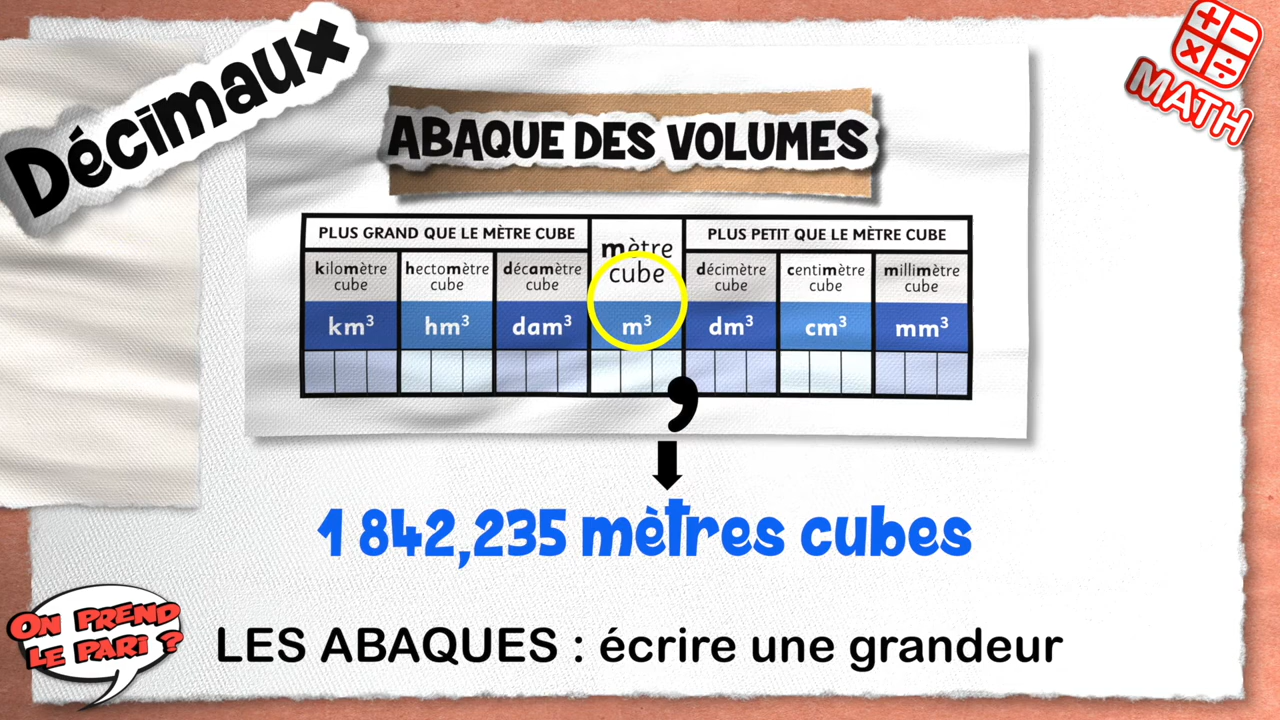 Décimaux
MATH
ABAQUE DES VOLUMES
PLUS GRAND QUE LE MÈTRE CUBE
mètre
cube
PLUS PETIT QUE LE MÈTRE CUBE
kilomètre
cube
hectomètre
cube
décamètre
cube
décimètre
cube
centimètre
cube
millimètre
cube
km³
hm³
dam³
m³
dm³
cm³
mm³
,
1 842,235 mètres cubes
ON PREND
LE PARI ?
LES ABAQUES : écrire une grandeur